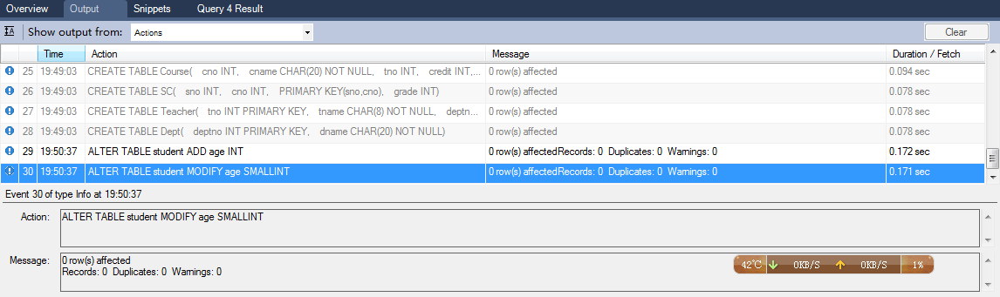 Overview Output Snippets Query 4 Result
Show output from: Actions Clear
Time Action Message Duration / Fetch
25 19:49:03 CREATE TABLE Course( cno INT, cname CHAR(20) NOT NULL, tno INT, credit INT,... 0 row(s) affected 0.094 sec
26 19:49:03 CREATE TABLE SC( sno INT, cno INT, PRIMARY KEY(sno,cno), grade INT) 0 row(s) affected 0.078 sec
27 19:49:03 CREATE TABLE Teacher( tno INT PRIMARY KEY, tname CHAR(8) NOT NULL, deptn... 0 row(s) affected 0.078 sec
28 19:49:03 CREATE TABLE Dept( deptno INT PRIMARY KEY, dname CHAR(20) NOT NULL) 0 row(s) affected 0.078 sec
29 19:50:37 ALTER TABLE student ADD age INT 0 row(s) affectedRecords: 0 Duplicates: 0 Warnings: 0 0.172 sec
30 19:50:37 ALTER TABLE student MODIFY age SMALLINT 0 row(s) affectedRecords: 0 Duplicates: 0 Warnings: 0 0.171 sec
Event 30 of type Info at 19:50:37
Action: ALTER TABLE student MODIFY age SMALLINT
Message: 0 row(s) affected
Records: 0 Duplicates: 0 Warnings: 0
42℃ 0KB/S 0KB/S 1%